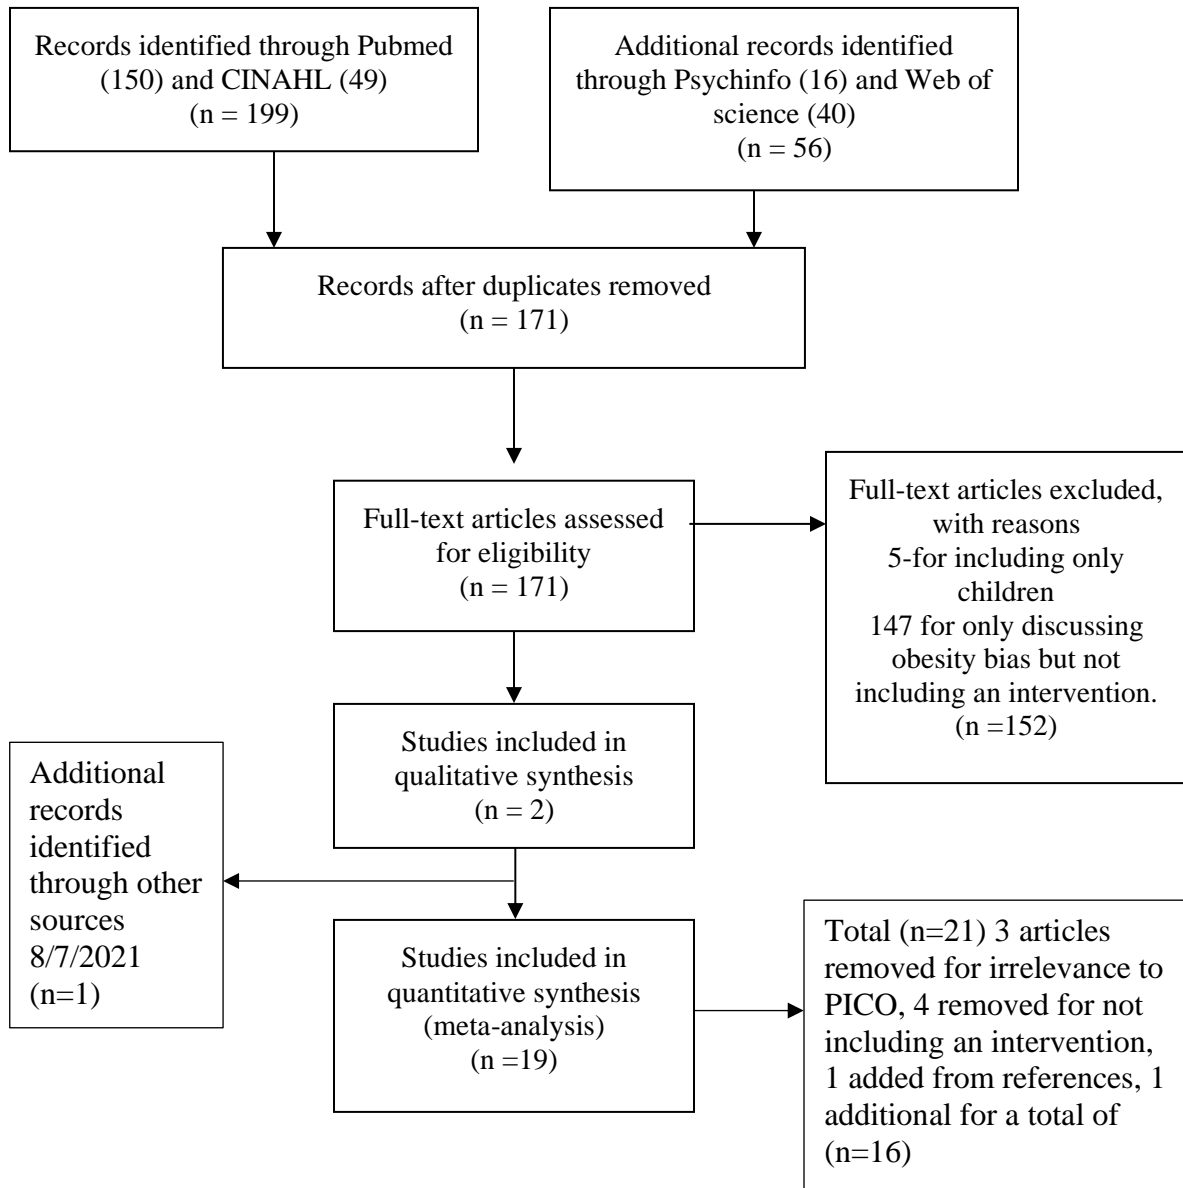 Records identified through Pubmed
(150) and CINAHL (49)
(n = 199)
Additional records identified
through Psychinfo (16) and Web of
science (40)
(n = 56)
Records after duplicates removed
(n = 171)
Full-text articles assessed
for eligibility
(n = 171)
Full-text articles excluded,
with reasons
5-for including only
children
147 for only discussing
obesity bias but not
including an intervention.
(n =152)
Studies included in
qualitative synthesis
(n = 2)
Additional
records
identified
through other
sources
8/7/2021
(n=1)
Studies included in
quantitative synthesis
(meta-analysis)
(n =19)
Total (n=21) 3 articles
removed for irrelevance to
PICO, 4 removed for not
including an intervention,
1 added from references, 1
additional for a total of
(n=16)